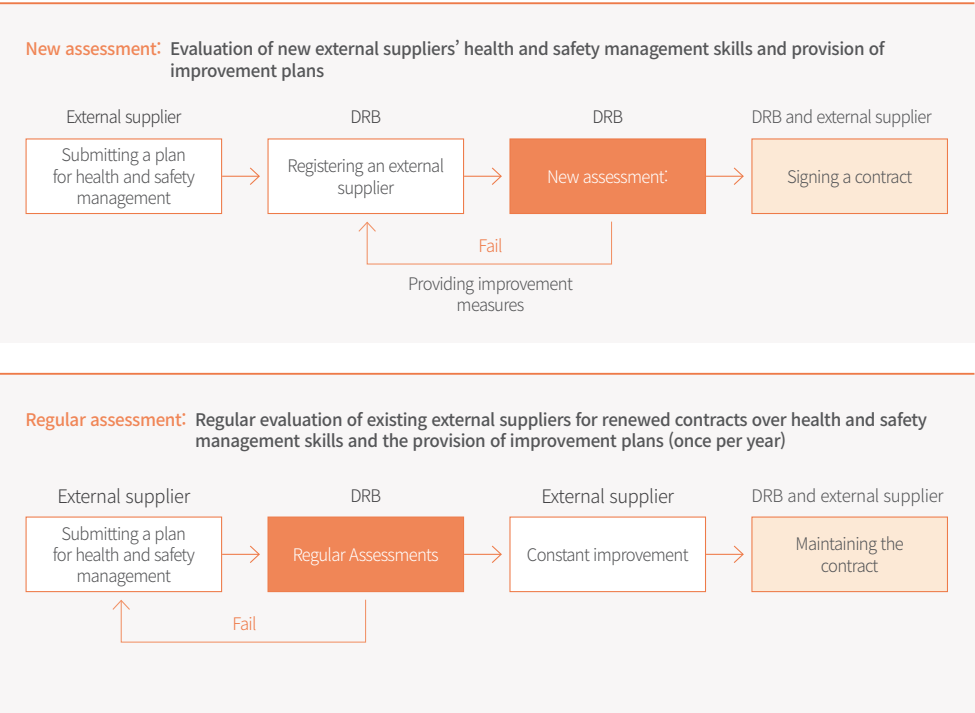 New assessment: Evaluation of new external suppliers’ health and safety management skills and provision of
improvement plans
External supplier
DRB
DRB
DRB and external supplier
Submitting a plan
for health and safety
management
Registering an external
supplier
New assessment:
Signing a contract
Fail
Providing improvement
measures
Regular assessment: Regular evaluation of existing external suppliers for renewed contracts over health and safety
management skills and the provision of improvement plans (once per year)
External supplier
DRB
External supplier
DRB and external supplier
Submitting a plan
for health and safety
management
Regular Assessments
Constant improvement
Maintaining the
contract
Fail